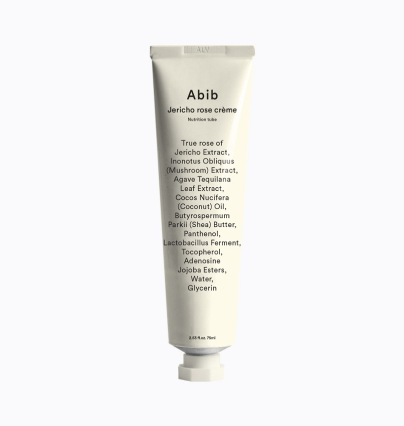 Abib
Jericho rose crème
Nutrition tube
True rose of
Jericho Extract,
Inonotus Obliquus
(Mushroom) Extract,
Agave Tequilana
Leaf Extract,
Cocos Nucifera
(Coconut) Oil,
Butyrospermum
Parkii (Shea) Butter,
Panthenol,
Lactobacillus Ferment,
Tocopherol,
Adenosine
Jojoba Esters,
Water,
Glycerin
75ml